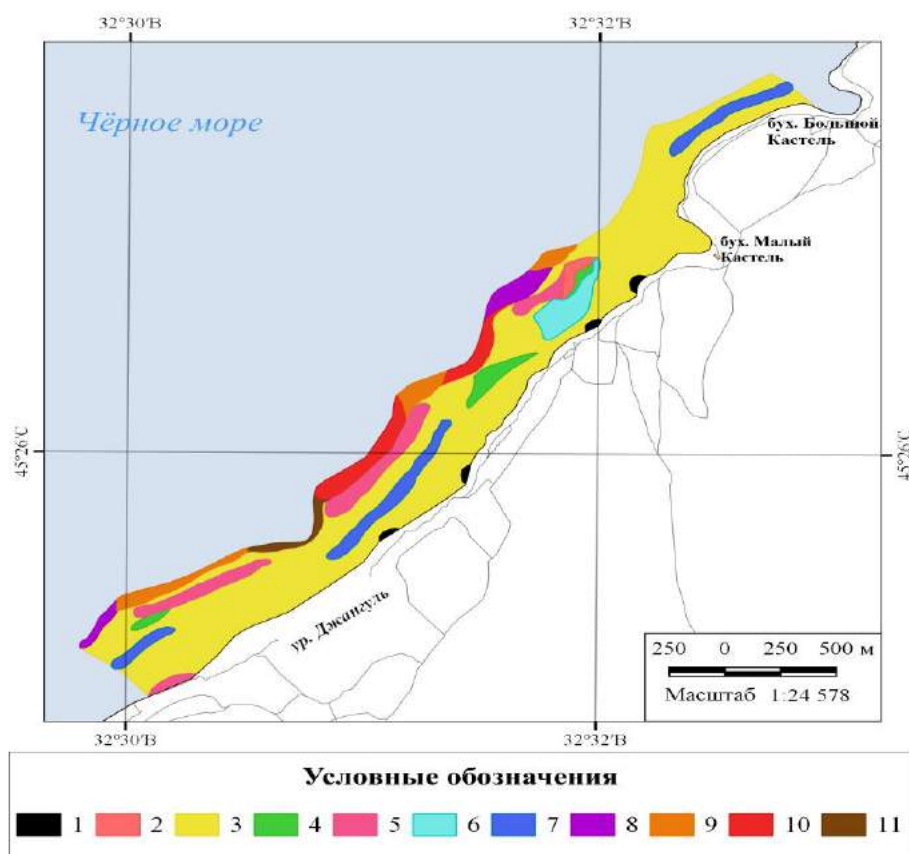 32°30'В 32°32'В
Чёрное море
бух. Большой
Кастель
бух. Малый
Кастель
45°26'С 45°26'С
ур. Джангуль
250 0 250 500 м
Масштаб 1:24 578
32°30'В 32°32'В
Условные обозначения
1 2 3 4 5 6 7 8 9 10 11